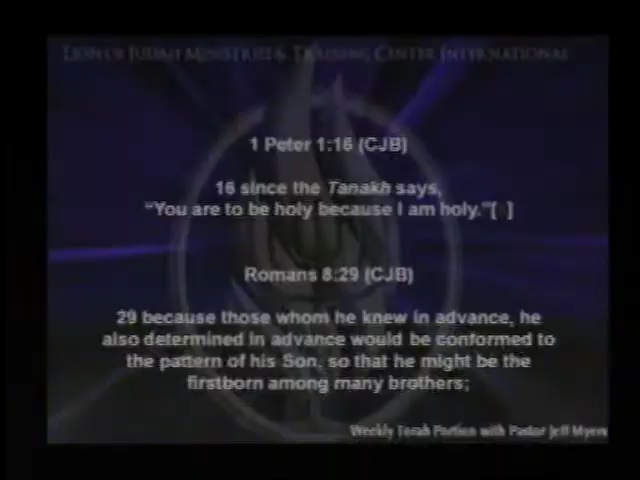 LION OF JUDAH MINISTRIES & TRAINING CENTER INTERNATIONAL
1 Peter 1:16 (CJB)
16 since the Tanakh says,
“You are to be holy because I am holy.”[ ]
Romans 8:29 (CJB)
29 because those whom he knew in advance, he
also determined in advance would be conformed to
the pattern of his Son, so that he might be the
firstborn among many brothers;
Weekly Torah Portion with Pastor Jeff Myers